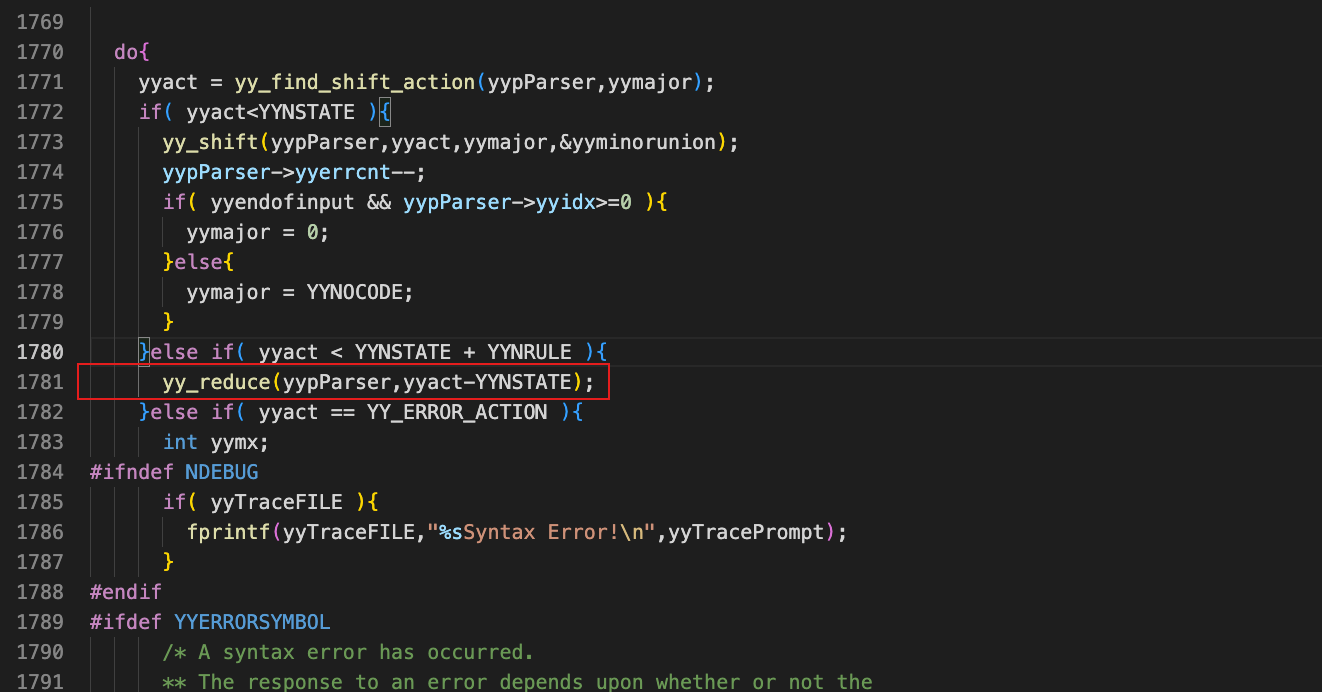 1769
1770 do{
1771 yyact = yy_find_shift_action(yypParser,yymajor);
1772 if( yyact<YYNSTATE ){
1773 yy_shift(yypParser,yyact,yymajor,&yyminorunion);
1774 yypParser->yyerrcnt--;
1775 if( yyendofinput && yypParser->yyidx>=0 ){
1776 yymajor = 0;
1777 }else{
1778 yymajor = YYNOCODE;
1779 }
1780 }else if( yyact < YYNSTATE + YYNRULE ){
1781 yy_reduce(yypParser,yyact-YYNSTATE);
1782 }else if( yyact == YY_ERROR_ACTION ){
1783 int yymx;
1784 #ifndef NDEBUG
1785 if( yyTraceFILE ){
1786 fprintf(yyTraceFILE,"%sSyntax Error!\n",yyTracePrompt);
1787 }
1788 #endif
1789 #ifdef YYERRORSYMBOL
1790 /* A syntax error has occurred.
1791 ** The response to an error depends upon whether or not the